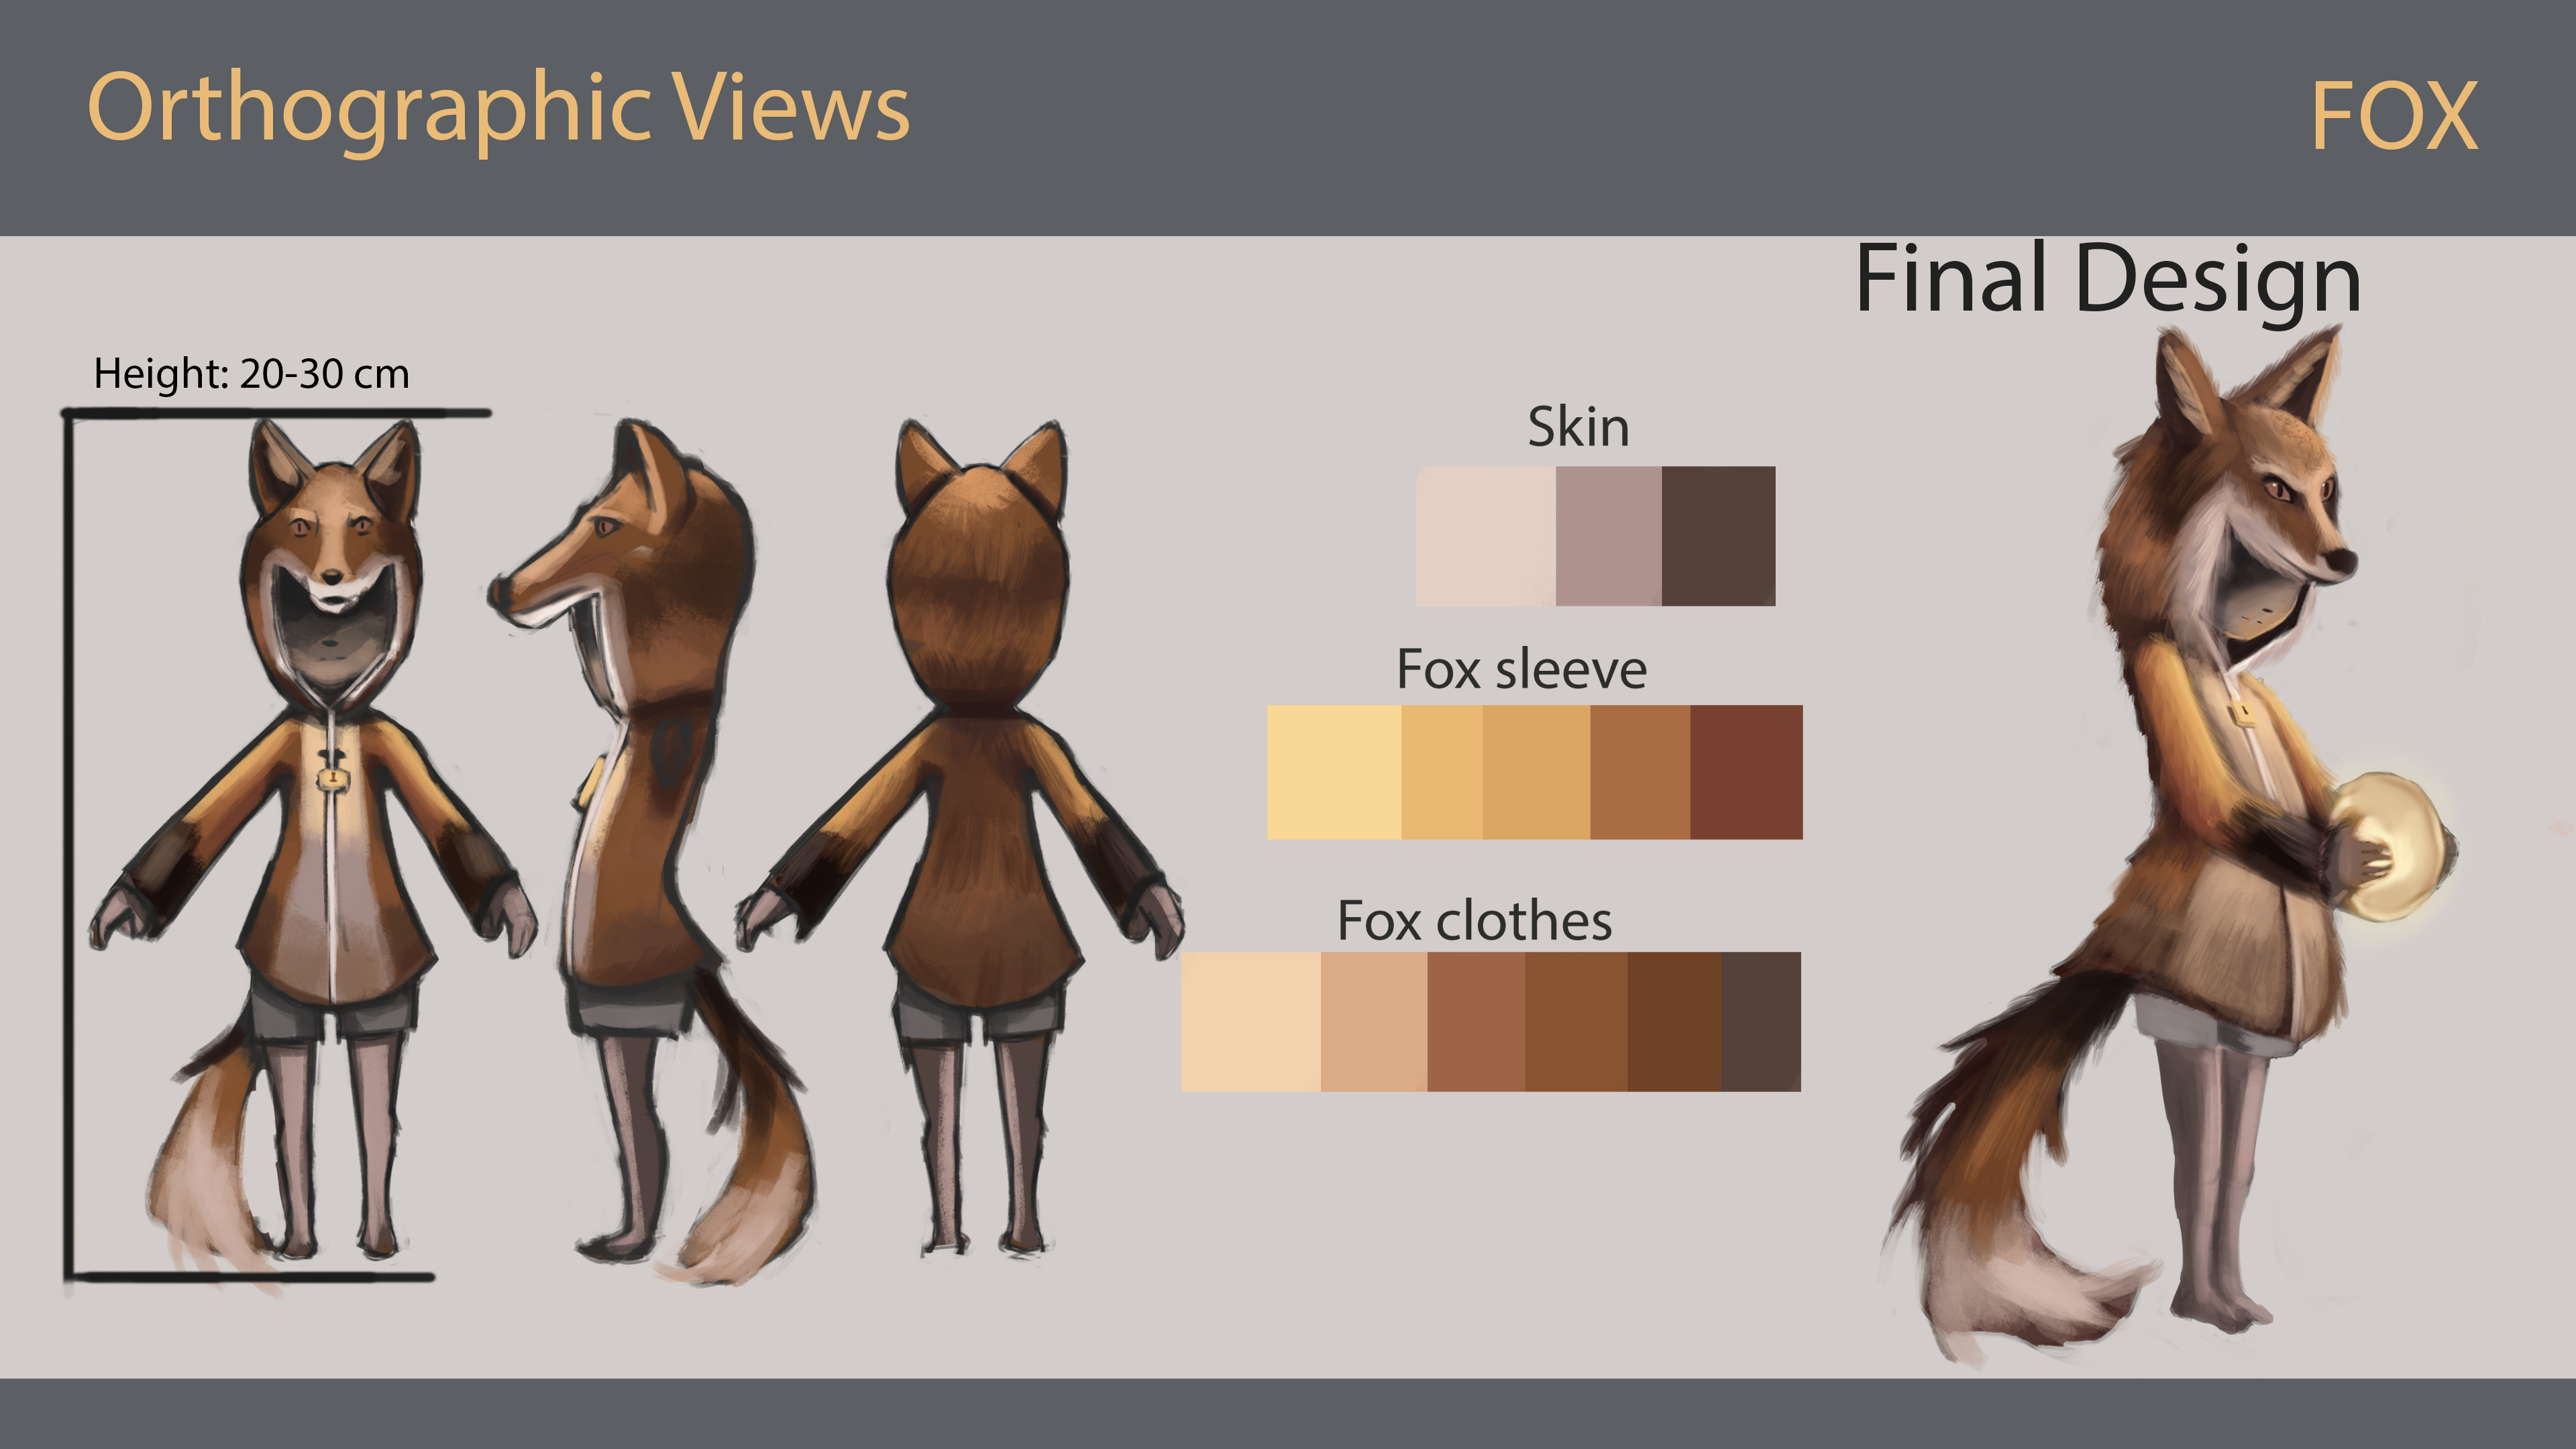 Orthographic Views
FOX
Final Design
Height: 20-30 cm
Skin
Fox sleeve
Fox clothes